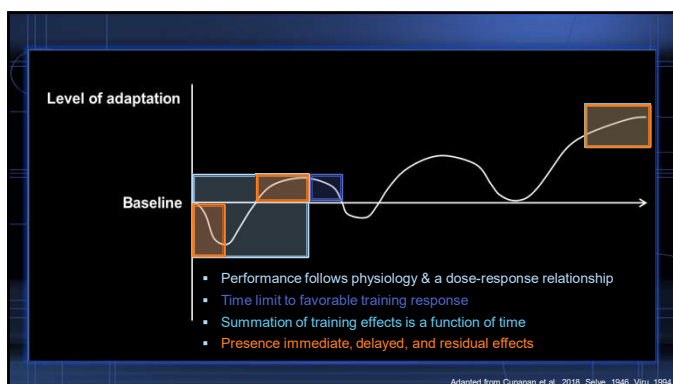 Level of adaptation
Baseline
Performance follows physiology & a dose-response relationship
Time limit to favorable training response
Summation of training effects is a function of time
Presence immediate, delayed, and residual effects
Adapted from Cunanan et al., 2018, Selye, 1946, Viru, 1994